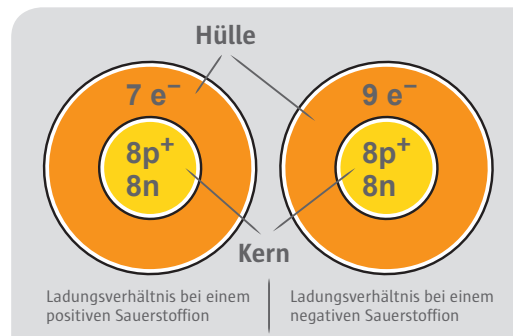 Hülle
7 e⁻
8p⁺
8n
9 e⁻
8p⁺
8n
Kern
Ladungsverhältnis bei einem
positiven Sauerstoffion
Ladungsverhältnis bei einem
negativen Sauerstoffion